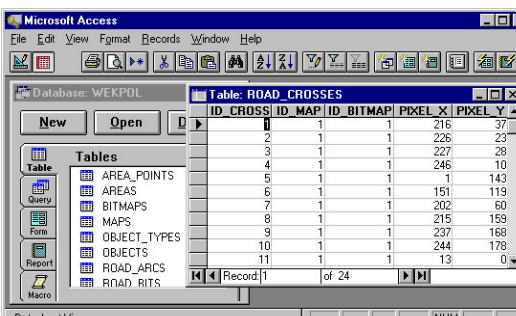 Microsoft Access
File Edit View Format Records Window Help
Database: WEKPOL
New Open D
Table
Query
Form
Report
Macro
Tables
AREA_POINTS
AREAS
BITMAPS
MAPS
OBJECT_TYPES
OBJECTS
ROAD_ARCS
ROAD_BITS
Table: ROAD_CROSSES
ID_CROSS ID_MAP ID_BITMAP PIXEL_X PIXEL_Y
1 1 1 216 37
2 1 1 226 23
3 1 1 227 28
4 1 1 246 10
5 1 1 1 143
6 1 1 151 119
7 1 1 202 60
8 1 1 215 159
9 1 1 237 168
10 1 1 244 178
11 1 1 13 0
Record: 1 of 24
Datasheet View NUM